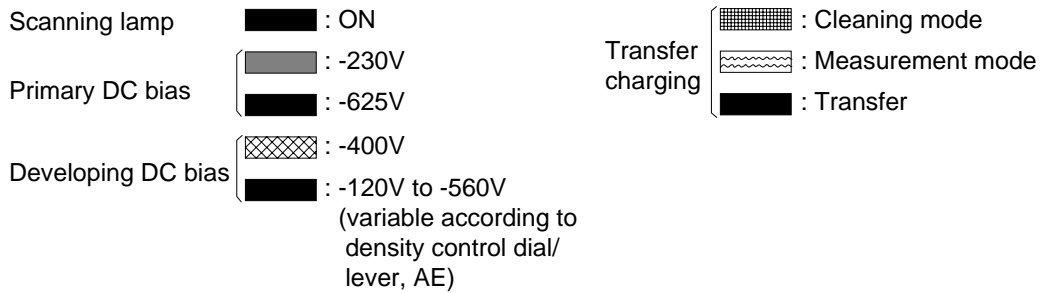 Scanning lamp : ON
Primary DC bias : -230V
: -625V
Developing DC bias : -400V
: -120V to -560V
(variable according to
density control dial/
lever, AE)
Transfer
charging : Cleaning mode
: Measurement mode
: Transfer